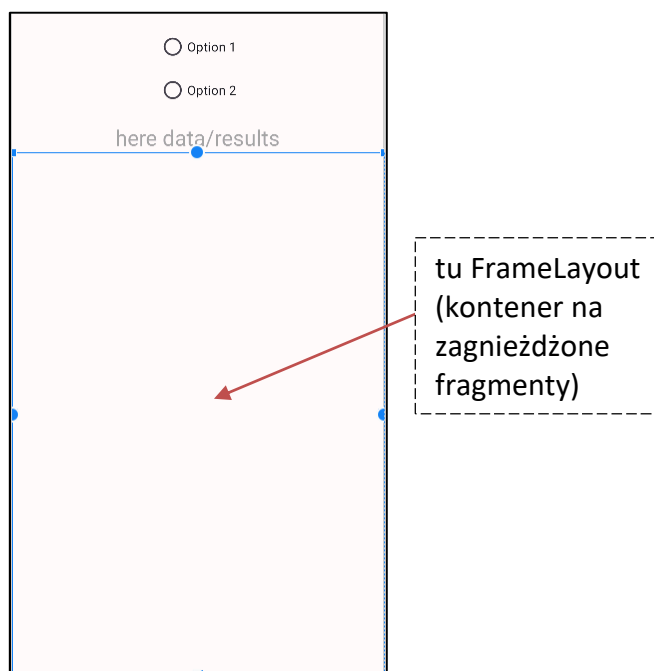 Option 1
Option 2
here data/results
tu FrameLayout
(kontener na
zagnieżdżone
fragmenty)